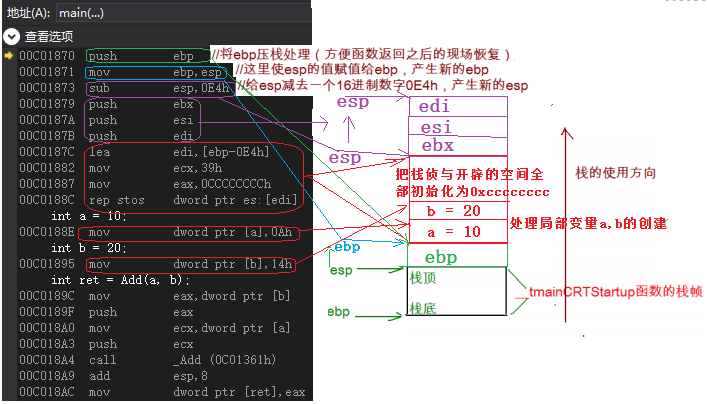 地址(A): main(...)
查看选项
00C01870 push ebp //将ebp压栈处理（方便函数返回之后的现场恢复）
00C01871 mov ebp,esp //这里使esp的值赋值给ebp，产生新的ebp
00C01873 sub esp,0E4h //给esp减去一个16进制数字0E4h，产生新的esp
00C01879 push ebx
00C0187A push esi
00C0187B push edi
00C0187C lea edi,[ebp-0E4h]
00C01882 mov ecx,39h
00C01887 mov eax,0CCCCCCCCh
00C0188C rep stos dword ptr es:[edi]
int a = 10;
00C0188E mov dword ptr [a],0Ah
int b = 20;
00C01895 mov dword ptr [b],14h
int ret = Add(a, b);
00C0189C mov eax,dword ptr [b]
00C0189F push eax
00C018A0 mov ecx,dword ptr [a]
00C018A3 push ecx
00C018A4 call _Add (0C01361h)
00C018A9 add esp,8
00C018AC mov dword ptr [ret],eax
esp
edi
esi
esp
ebx
把栈侦与开辟的空间全
部初始化为0xcccccccc
b = 20
a = 10
处理局部变量a,b的创建
ebp
ebp
esp
栈顶
ebp
栈底
__tmainCRTStartup函数的栈帧
栈的使用方向